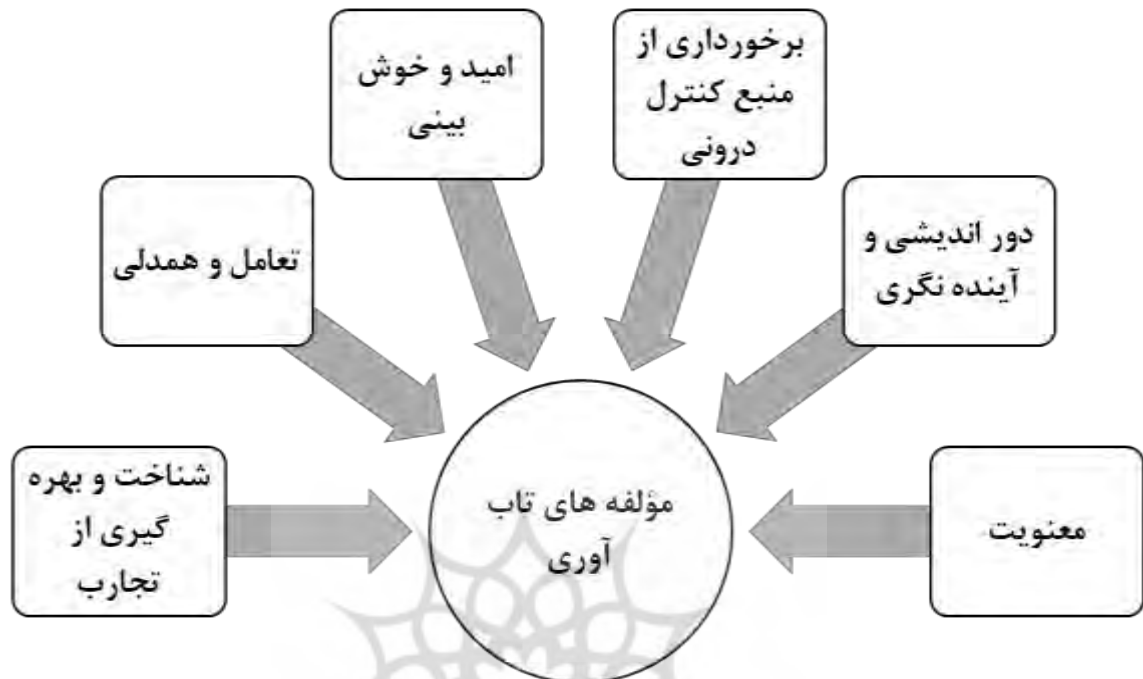 برخورداری از
منبع کنترل
درونی
امید و خوش
بینی
دور اندیشی و
آینده نگری
تعامل و همدلی
معنویت
شناخت و بهره
گیری از
تجارب
مؤلفه های تاب
آوری